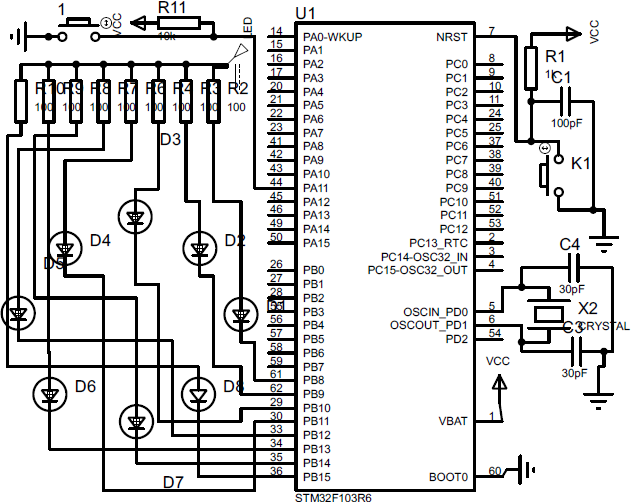 1
VCC
R11
10k
LED
U1
R10
R9
R8
R7
R6
R4
R3
R2
100
100
100
100
100
100
100
100
D3
D4
D2
D5
D6
D8
D7
14 PA0-WKUP
15 PA1
16 PA2
17 PA3
20 PA4
21 PA5
22 PA6
23 PA7
41 PA8
42 PA9
43 PA10
44 PA11
45 PA12
46 PA13
49 PA14
50 PA15
26 PB0
27 PB1
28 PB2
55 PB3
56 PB4
57 PB5
58 PB6
59 PB7
61 PB8
62 PB9
29 PB10
30 PB11
33 PB12
34 PB13
35 PB14
36 PB15
NRST 7
PC0 8
PC1 9
PC2 10
PC3 11
PC4 24
PC5 25
PC6 37
PC7 38
PC8 39
PC9 40
PC10 51
PC11 52
PC12 53
PC13_RTC 2
PC14-OSC32_IN 3
PC15-OSC32_OUT 4
OSCIN_PD0 5
OSCOUT_PD1 6
PD2 54
VBAT 1
BOOT0 60
STM32F103R6
VCC
R1
1k
C1
100pF
K1
C4
30pF
X2
CRYSTAL
C3
30pF
VCC